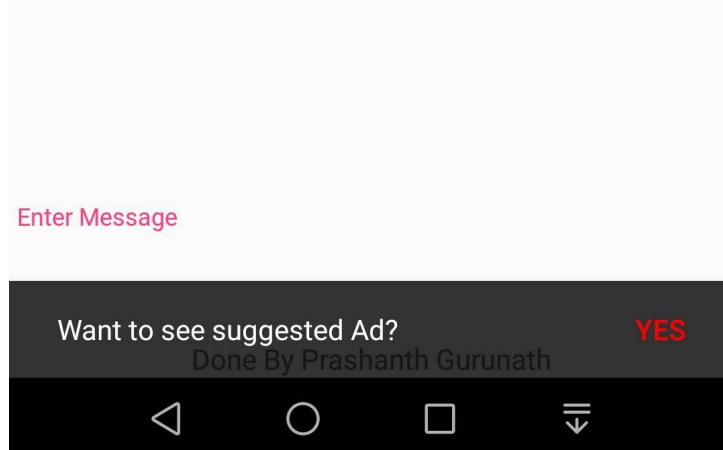 Enter Message
Want to see suggested Ad?
YES
Done By Prashanth Gurunath